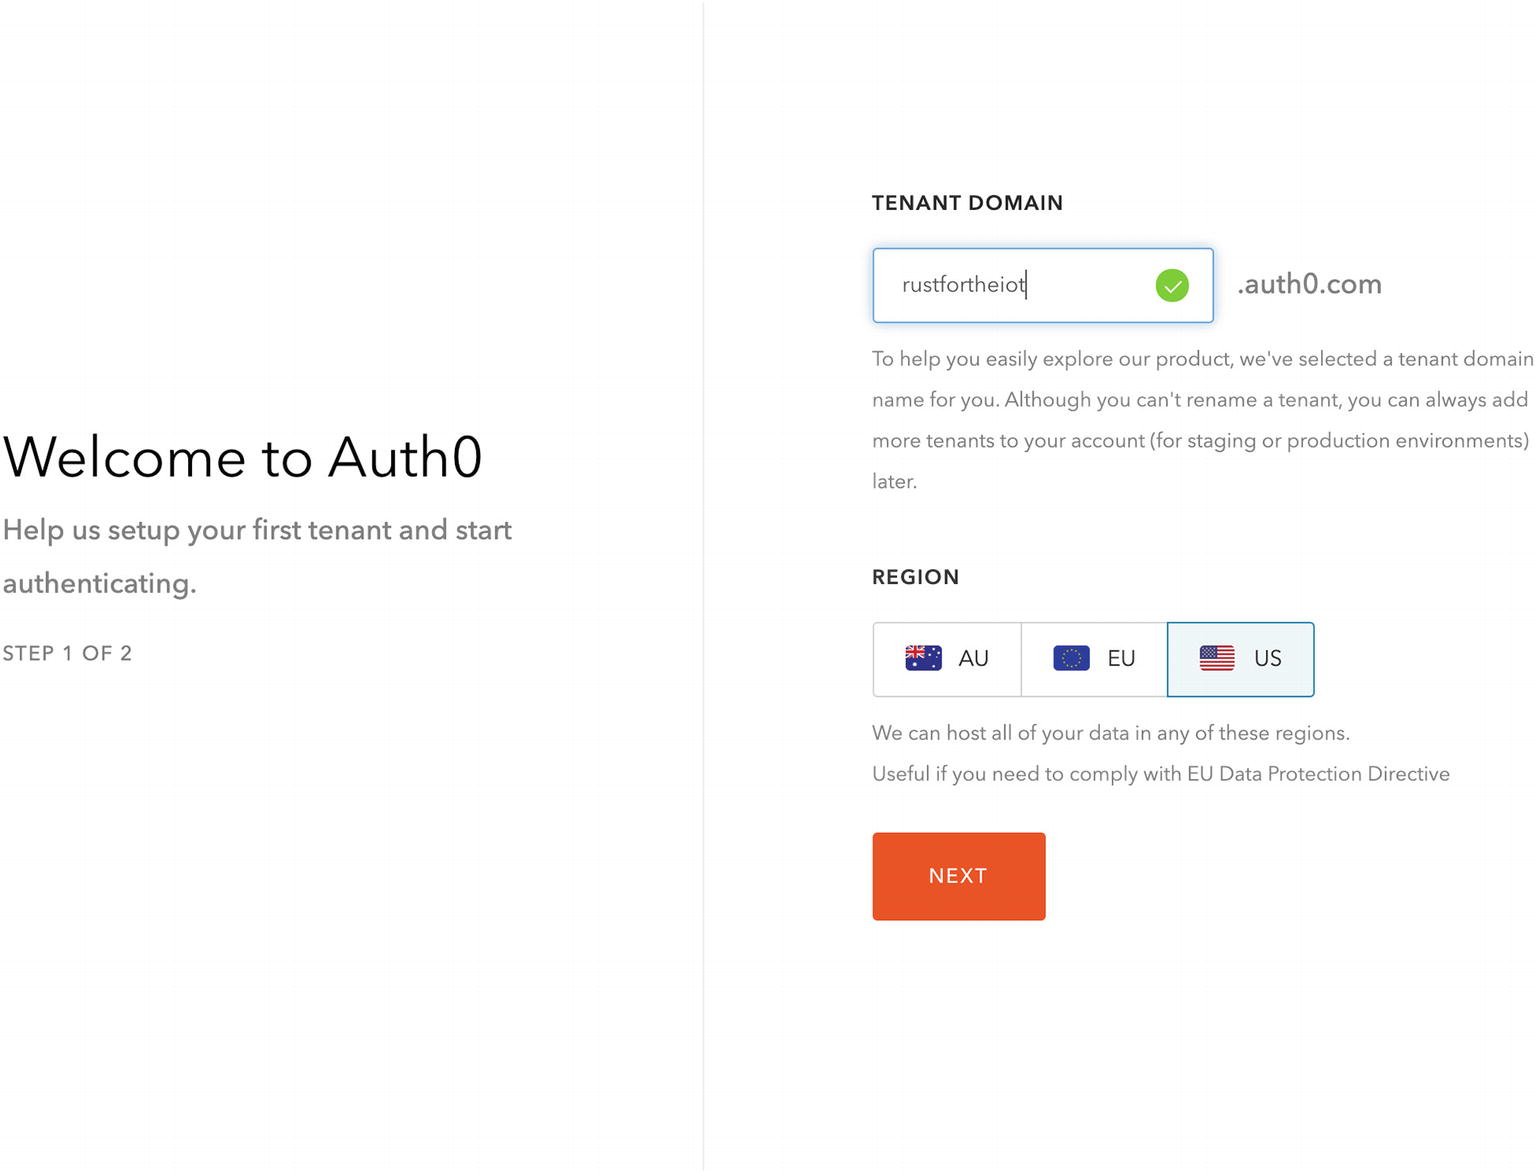 Welcome to Auth0
Help us setup your first tenant and start
authenticating.
STEP 1 OF 2
TENANT DOMAIN
rustfortheiot .auth0.com
To help you easily explore our product, we've selected a tenant domain
name for you. Although you can't rename a tenant, you can always add
more tenants to your account (for staging or production environments)
later.
REGION
AU EU US
We can host all of your data in any of these regions.
Useful if you need to comply with EU Data Protection Directive
NEXT